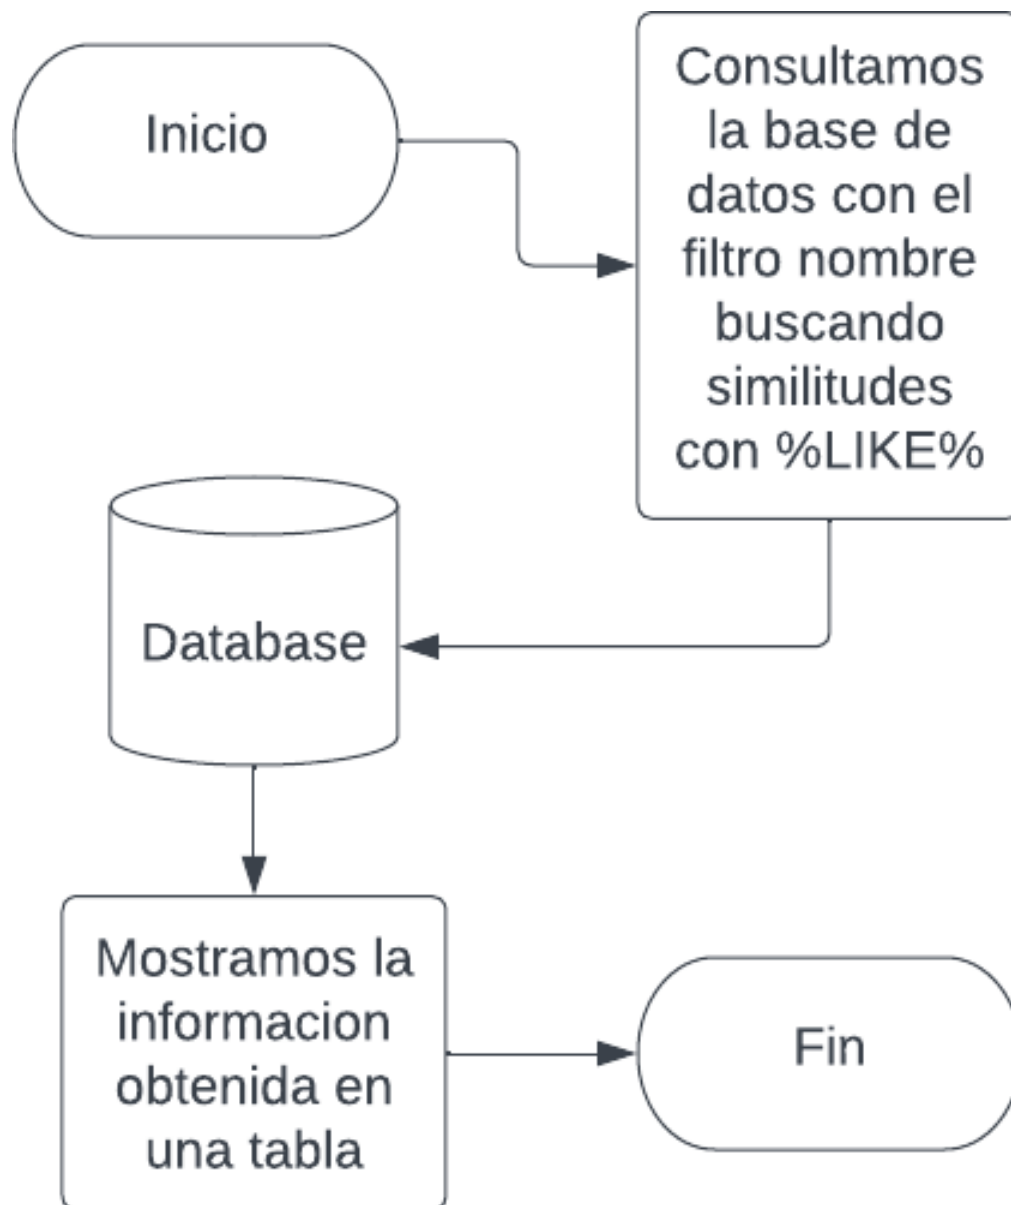 Inicio
Consultamos
la base de
datos con el
filtro nombre
buscando
similitudes
con %LIKE%
Database
Mostramos la
informacion
obtenida en
una tabla
Fin